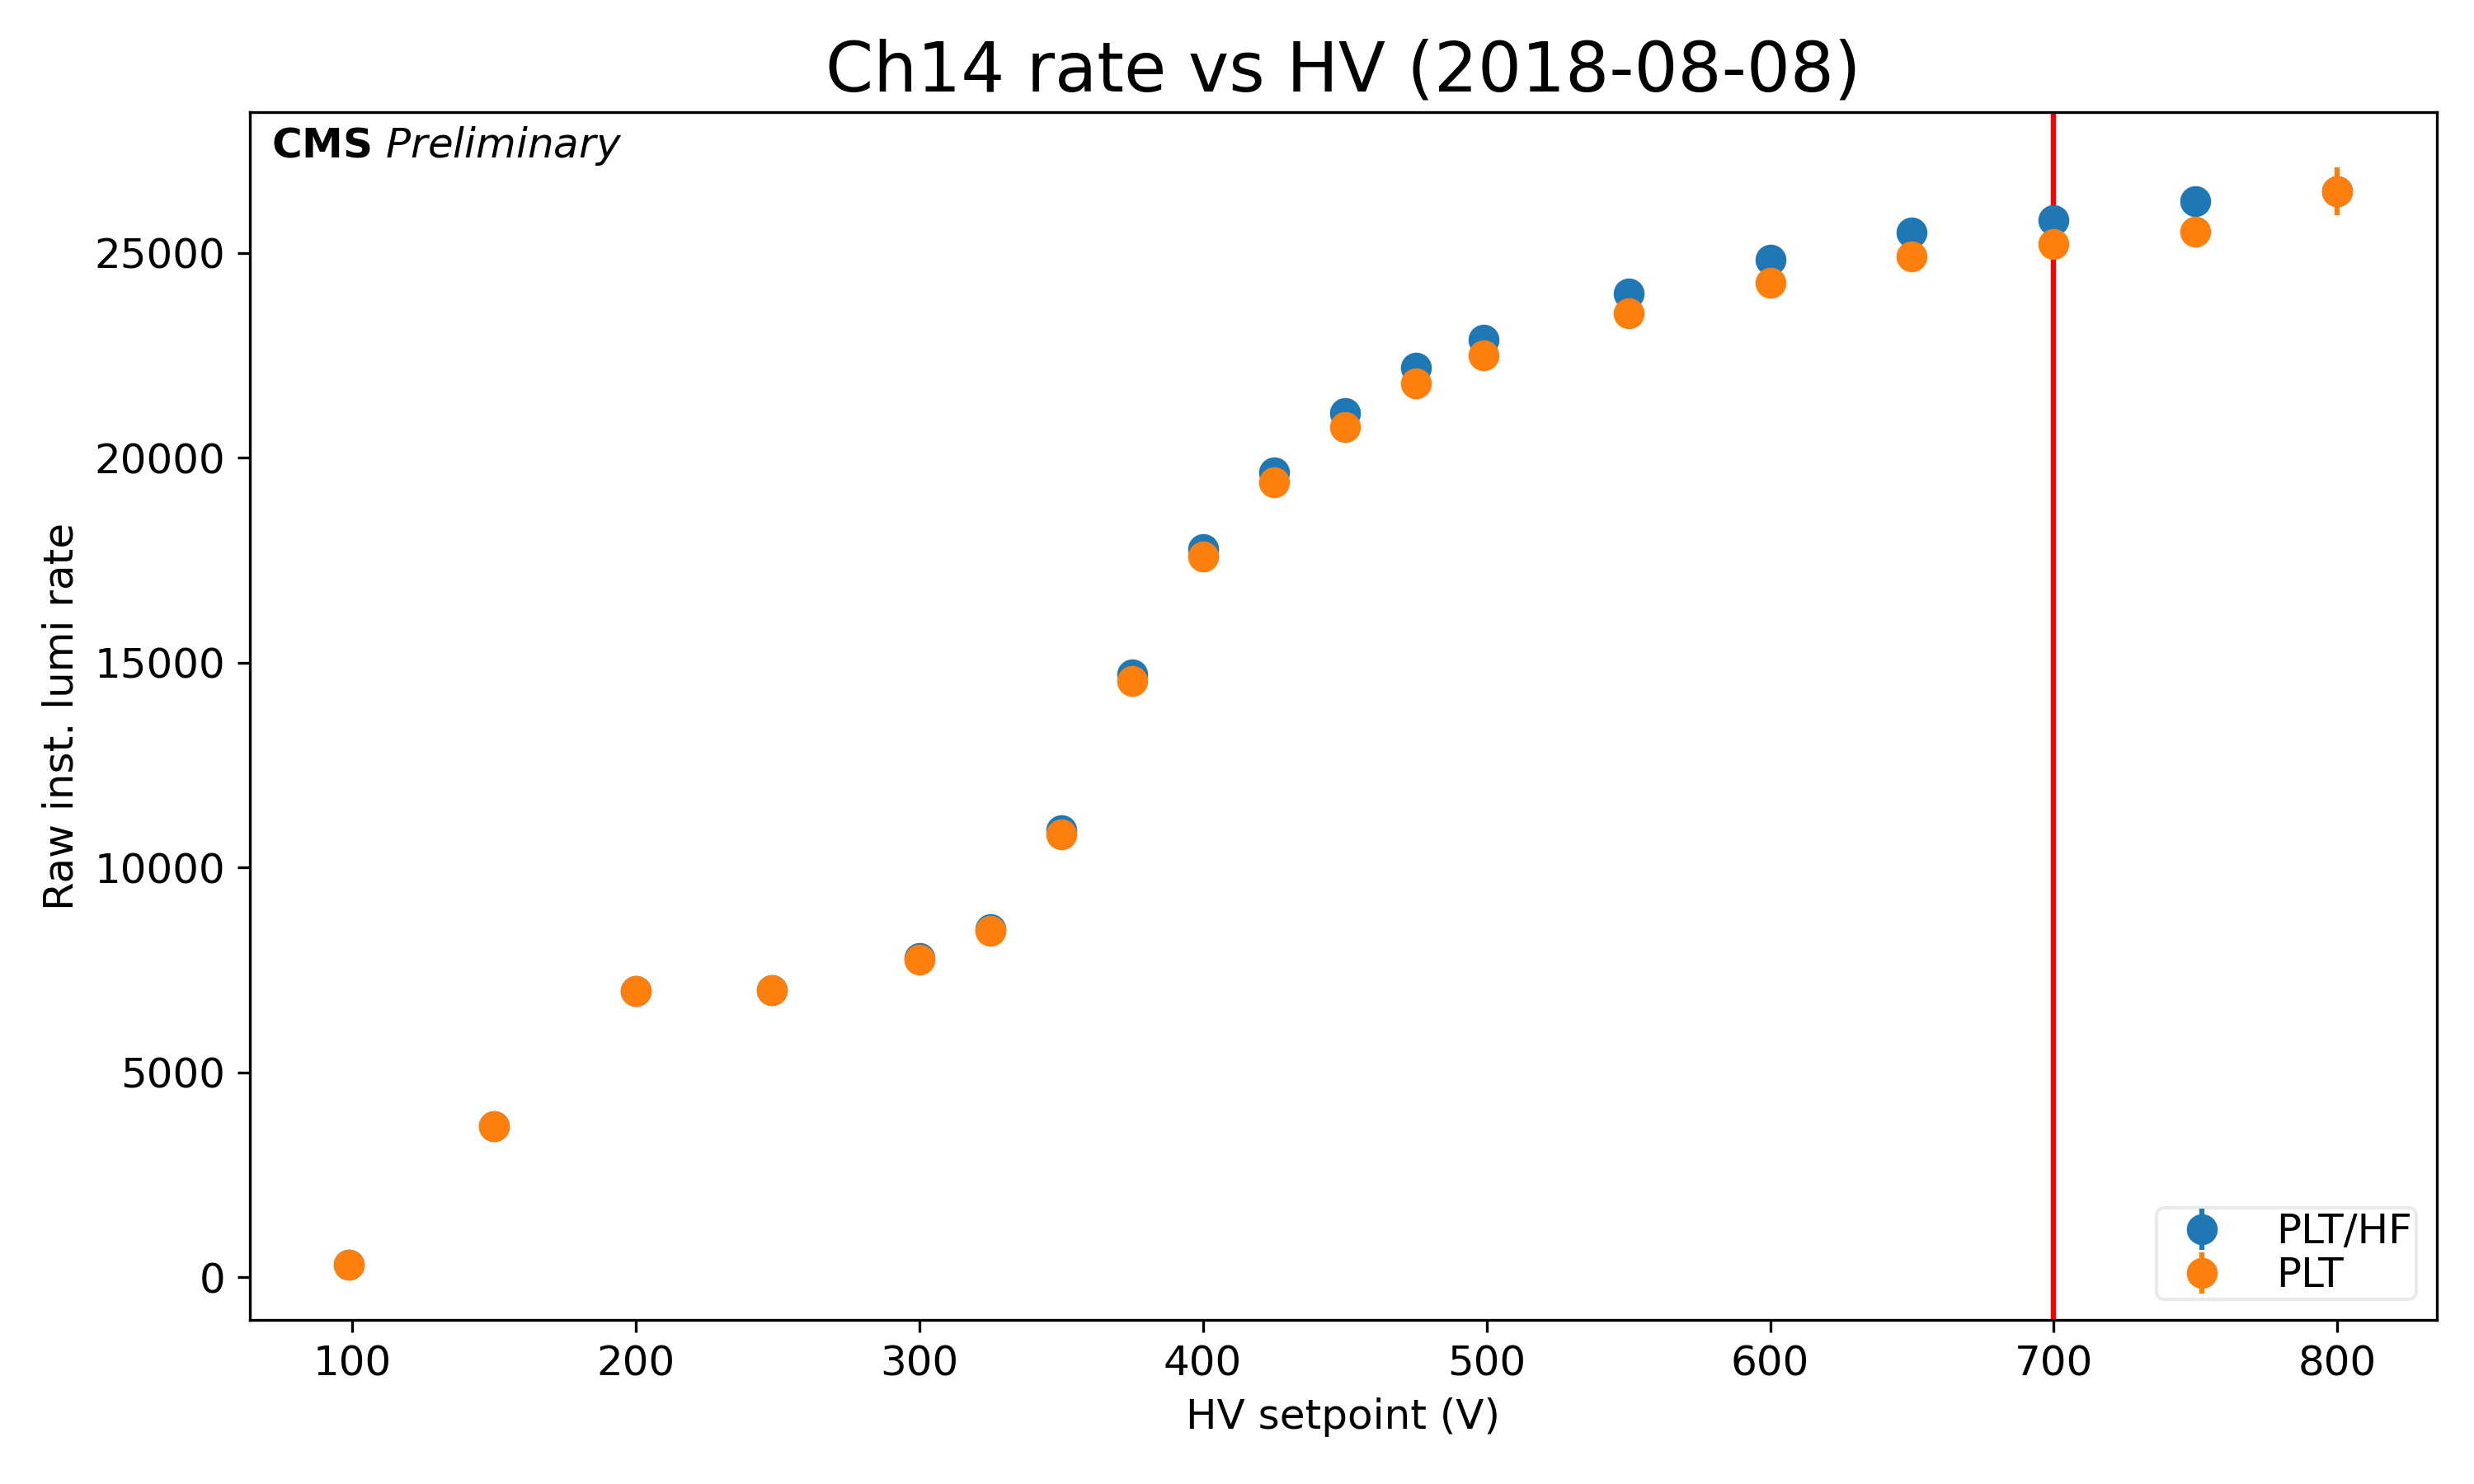 Ch14 rate vs HV (2018-08-08)
CMS Preliminary
Raw inst. lumi rate
25000
20000
15000
10000
5000
0
PLT/HF
PLT
100 200 300 400 500 600 700 800
HV setpoint (V)